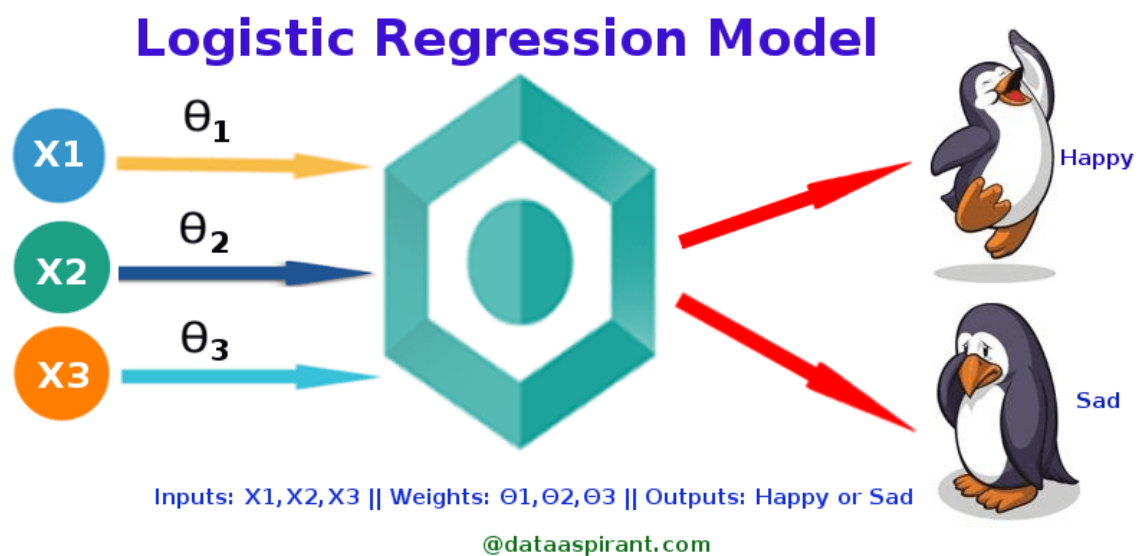 Logistic Regression Model
X1
θ1
X2
θ2
X3
θ3
Happy
Sad
Inputs: X1,X2,X3 || Weights: Θ1,Θ2,Θ3 || Outputs: Happy or Sad
@dataaspirant.com